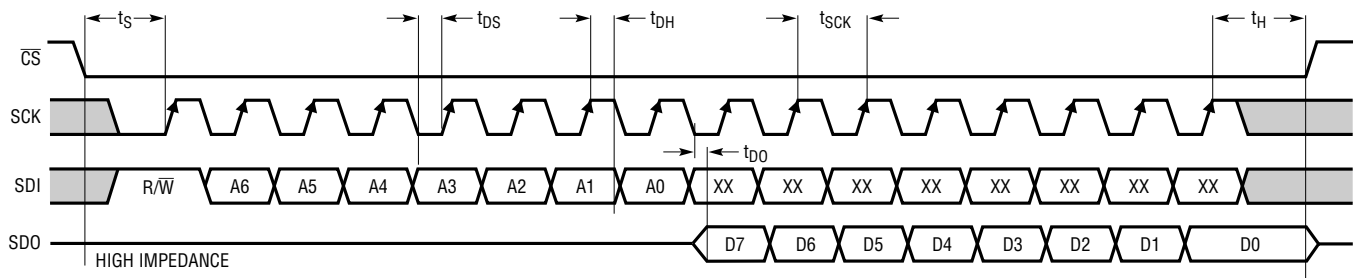 tS tDS tDH tSCK tH
C̅S̅
SCK
tDO
SDI R/W̅ A6 A5 A4 A3 A2 A1 A0 XX XX XX XX XX XX XX XX
SDO D7 D6 D5 D4 D3 D2 D1 D0
HIGH IMPEDANCE